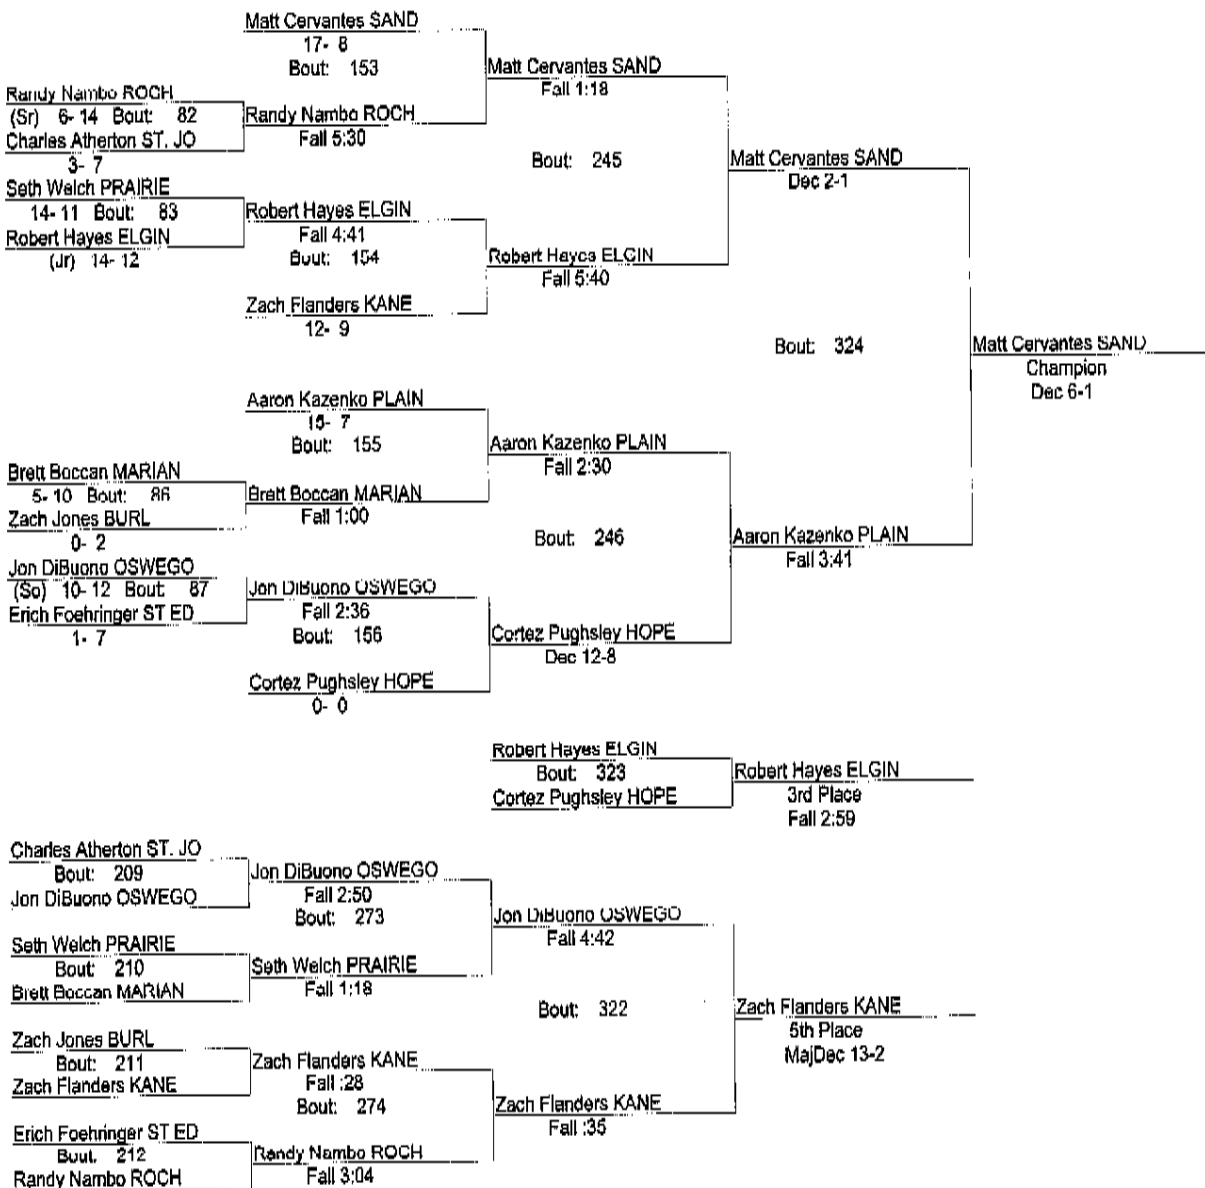 Matt Cervantes SAND
17- 8
Bout: 153
Matt Cervantes SAND
Fall 1:18
Randy Nambo ROCH
(Sr) 6- 14 Bout: 82
Randy Nambo ROCH
Fall 5:30
Charles Atherton ST. JO
3- 7
Bout: 245
Matt Cervantes SAND
Dec 2-1
Seth Welch PRAIRIE
14- 11 Bout: 83
Robert Hayes ELGIN
Fall 4:41
Bout: 154
Robert Hayes ELGIN
(Jr) 14- 12
Robert Hayes ELGIN
Fall 5:40
Zach Flanders KANE
12- 9
Bout: 324
Matt Cervantes SAND
Champion
Dec 6-1
Aaron Kazenko PLAIN
15- 7
Bout: 155
Aaron Kazenko PLAIN
Fall 2:30
Brett Boccan MARIAN
5- 10 Bout: 86
Brett Boccan MARIAN
Fall 1:00
Zach Jones BURL
0- 2
Bout: 246
Aaron Kazenko PLAIN
Fall 3:41
Jon DiBuono OSWEGO
(So) 10- 12 Bout: 87
Jon DiBuono OSWEGO
Fall 2:36
Bout: 156
Erich Foehringer ST ED
1- 7
Cortez Pughsley HOPE
Dec 12-8
Cortez Pughsley HOPE
0- 0
Robert Hayes ELGIN
Bout: 323
Cortez Pughsley HOPE
Robert Hayes ELGIN
3rd Place
Fall 2:59
Charles Atherton ST. JO
Bout: 209
Jon DiBuono OSWEGO
Jon DiBuono OSWEGO
Fall 2:50
Bout: 273
Jon DiBuono OSWEGO
Fall 4:42
Seth Welch PRAIRIE
Bout: 210
Brett Boccan MARIAN
Seth Welch PRAIRIE
Fall 1:18
Bout: 322
Zach Flanders KANE
5th Place
MajDec 13-2
Zach Jones BURL
Bout: 211
Zach Flanders KANE
Zach Flanders KANE
Fall :28
Bout: 274
Zach Flanders KANE
Fall :35
Erich Foehringer ST ED
Bout: 212
Randy Nambo ROCH
Randy Nambo ROCH
Fall 3:04